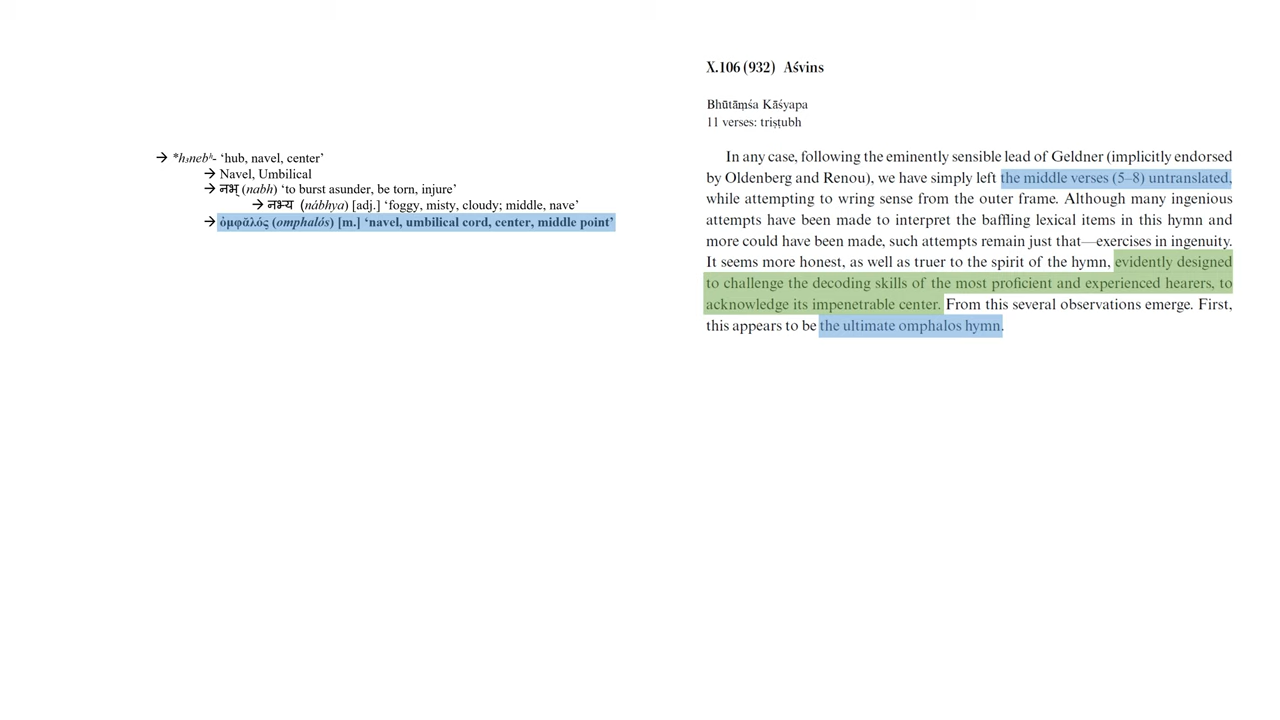 → *h₃nebʰ- ‘hub, navel, center’
→ Navel, Umbilical
→ नभ् (nabh) ‘to burst asunder, be torn, injure’
→ नभ्य (nábhya) [adj.] ‘foggy, misty, cloudy; middle, nave’
→ ὀμφᾰλός (omphalós) [m.] ‘navel, umbilical cord, center, middle point’
X.106 (932) Aśvins
Bhūtāṃśa Kāśyapa
11 verses: triṣṭubh
In any case, following the eminently sensible lead of Geldner (implicitly endorsed
by Oldenberg and Renou), we have simply left the middle verses (5–8) untranslated,
while attempting to wring sense from the outer frame. Although many ingenious
attempts have been made to interpret the baffling lexical items in this hymn and
more could have been made, such attempts remain just that—exercises in ingenuity.
It seems more honest, as well as truer to the spirit of the hymn, evidently designed
to challenge the decoding skills of the most proficient and experienced hearers, to
acknowledge its impenetrable center. From this several observations emerge. First,
this appears to be the ultimate omphalos hymn.